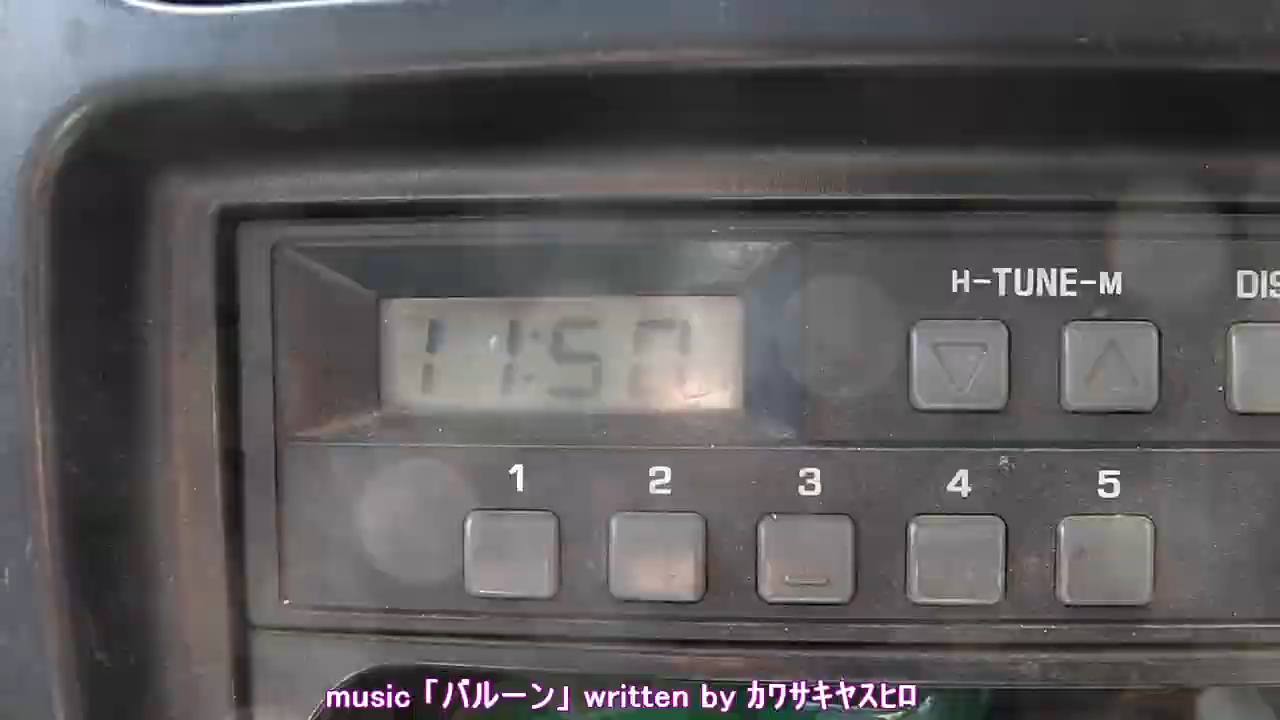 H-TUNE-M DIS
11:50
1 2 3 4 5
music「バルーン」written by ｶﾜｻｷﾔｽﾋﾛ